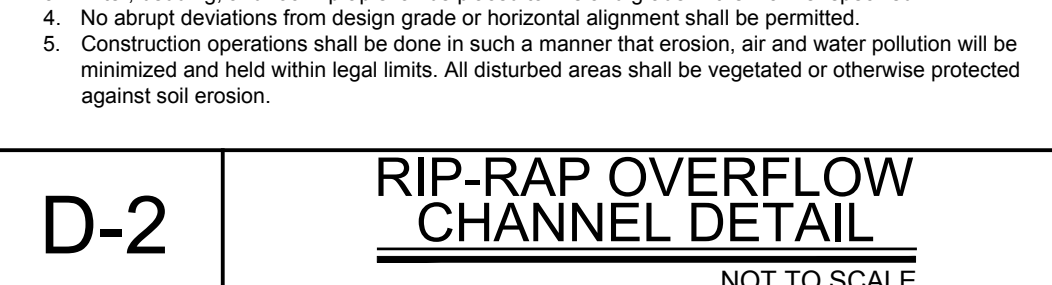 4. No abrupt deviations from design grade or horizontal alignment shall be permitted.
5. Construction operations shall be done in such a manner that erosion, air and water pollution will be
minimized and held within legal limits. All disturbed areas shall be vegetated or otherwise protected
against soil erosion.
D-2
RIP-RAP OVERFLOW
CHANNEL DETAIL
NOT TO SCALE